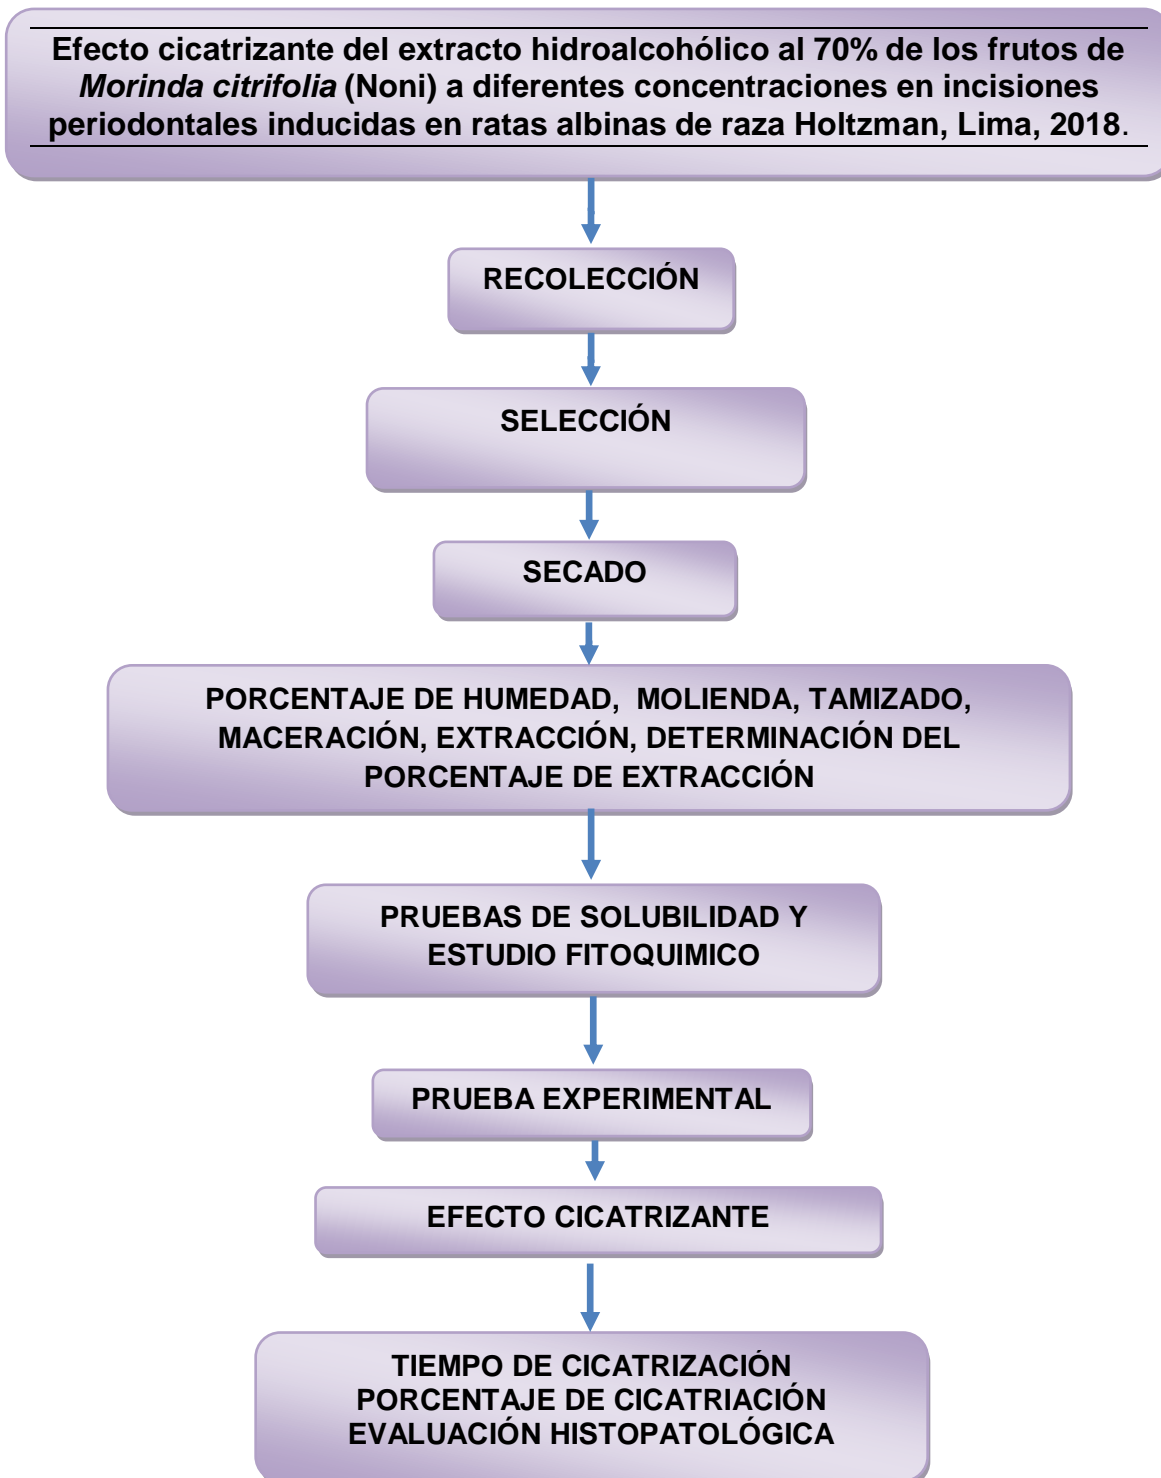 Efecto cicatrizante del extracto hidroalcohólico al 70% de los frutos de
Morinda citrifolia (Noni) a diferentes concentraciones en incisiones
periodontales inducidas en ratas albinas de raza Holtzman, Lima, 2018.
RECOLECCIÓN
SELECCIÓN
SECADO
PORCENTAJE DE HUMEDAD, MOLIENDA, TAMIZADO,
MACERACIÓN, EXTRACCIÓN, DETERMINACIÓN DEL
PORCENTAJE DE EXTRACCIÓN
PRUEBAS DE SOLUBILIDAD Y
ESTUDIO FITOQUIMICO
PRUEBA EXPERIMENTAL
EFECTO CICATRIZANTE
TIEMPO DE CICATRIZACIÓN
PORCENTAJE DE CICATRIACIÓN
EVALUACIÓN HISTOPATOLÓGICA